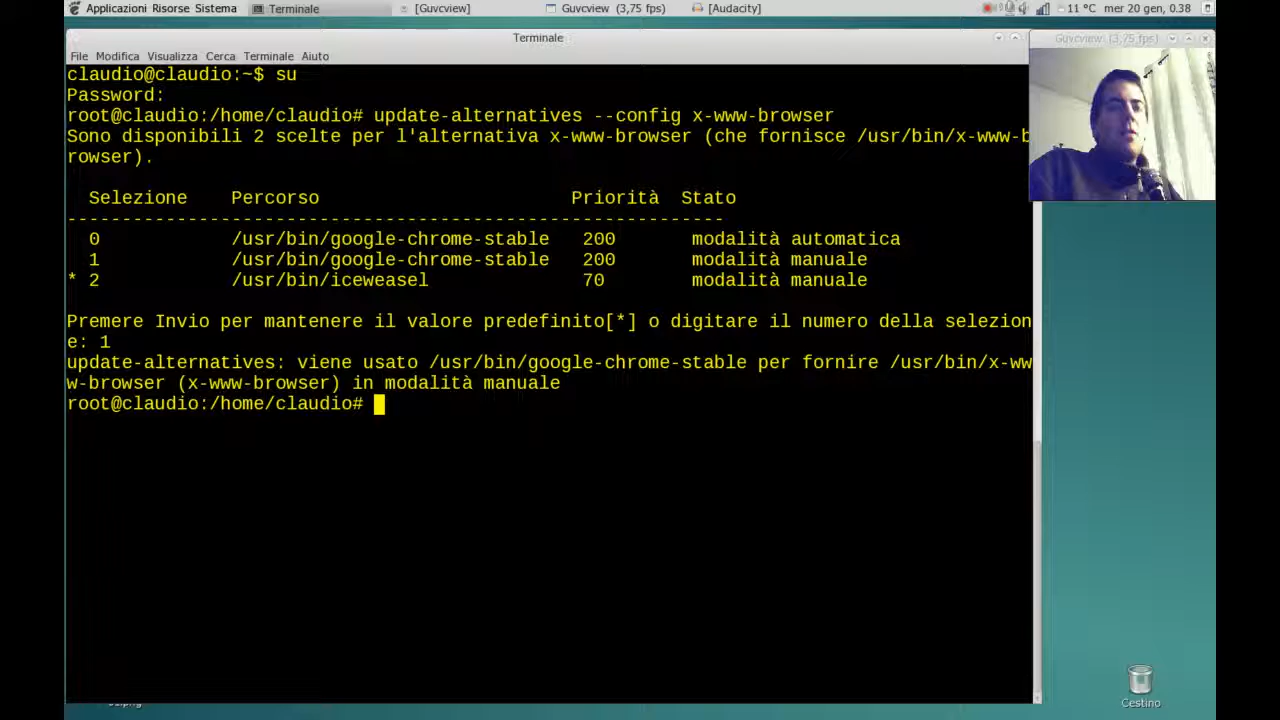 Applicazioni Risorse Sistema Terminale [Guvcview] Guvcview (3,75 fps) [Audacity] 11 °C mer 20 gen, 0.38
Terminale
Guvcview: (3,75 fps)
File Modifica Visualizza Cerca Terminale Aiuto
claudio@claudio:~$ su
Password:
root@claudio:/home/claudio# update-alternatives --config x-www-browser
Sono disponibili 2 scelte per l'alternativa x-www-browser (che fornisce /usr/bin/x-www-b
rowser).
Selezione Percorso Priorità Stato
------------------------------------------------------------
0 /usr/bin/google-chrome-stable 200 modalità automatica
1 /usr/bin/google-chrome-stable 200 modalità manuale
* 2 /usr/bin/iceweasel 70 modalità manuale
Premere Invio per mantenere il valore predefinito[*] o digitare il numero della selezion
e: 1
update-alternatives: viene usato /usr/bin/google-chrome-stable per fornire /usr/bin/x-ww
w-browser (x-www-browser) in modalità manuale
root@claudio:/home/claudio#
Cestino